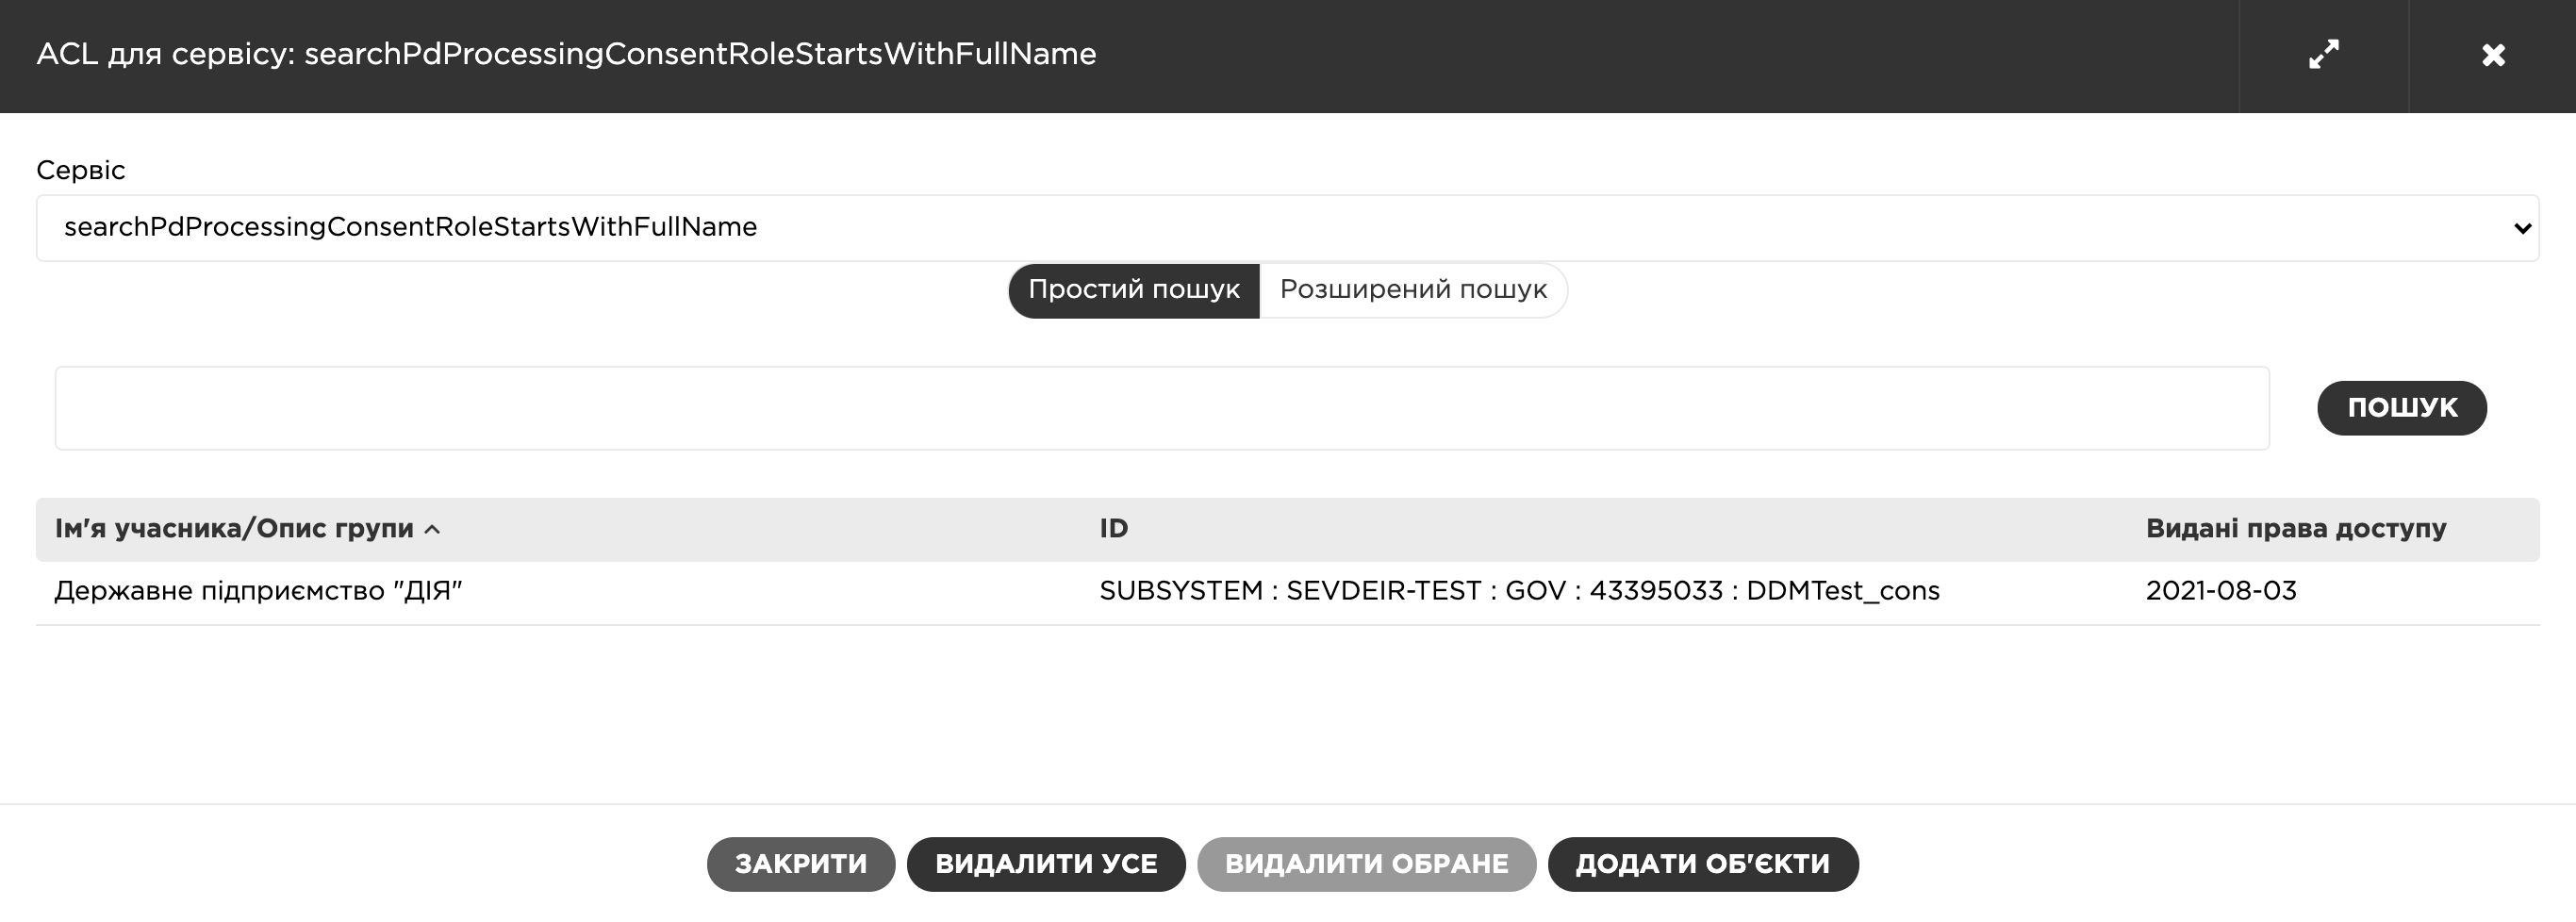 ACL для сервісу: searchPdProcessingConsentRoleStartsWithFullName
Сервіс
searchPdProcessingConsentRoleStartsWithFullName
Простий пошук Розширений пошук
ПОШУК
Ім'я учасника/Опис групи ID Видані права доступу
Державне підприємство "ДІЯ" SUBSYSTEM : SEVDEIR-TEST : GOV : 43395033 : DDMTest_cons 2021-08-03
ЗАКРИТИ ВИДАЛИТИ УСЕ ВИДАЛИТИ ОБРАНЕ ДОДАТИ ОБ'ЄКТИ